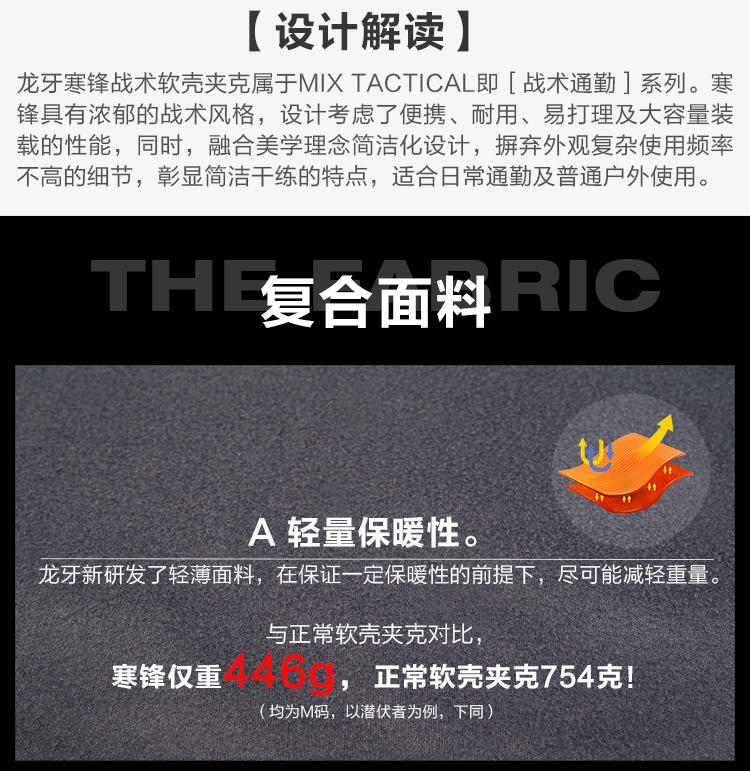 【设计解读】
龙牙寒锋战术软壳夹克属于MIX TACTICAL即［战术通勤］系列。寒
锋具有浓郁的战术风格，设计考虑了便携、耐用、易打理及大容量装
载的性能，同时，融合美学理念简洁化设计，摒弃外观复杂使用频率
不高的细节，彰显简洁干练的特点，适合日常通勤及普通户外使用。
THE FABRIC
复合面料
A 轻量保暖性。
龙牙新研发了轻薄面料，在保证一定保暖性的前提下，尽可能减轻重量。
与正常软壳夹克对比，
寒锋仅重446g，正常软壳夹克754克！
（均为M码，以潜伏者为例，下同）